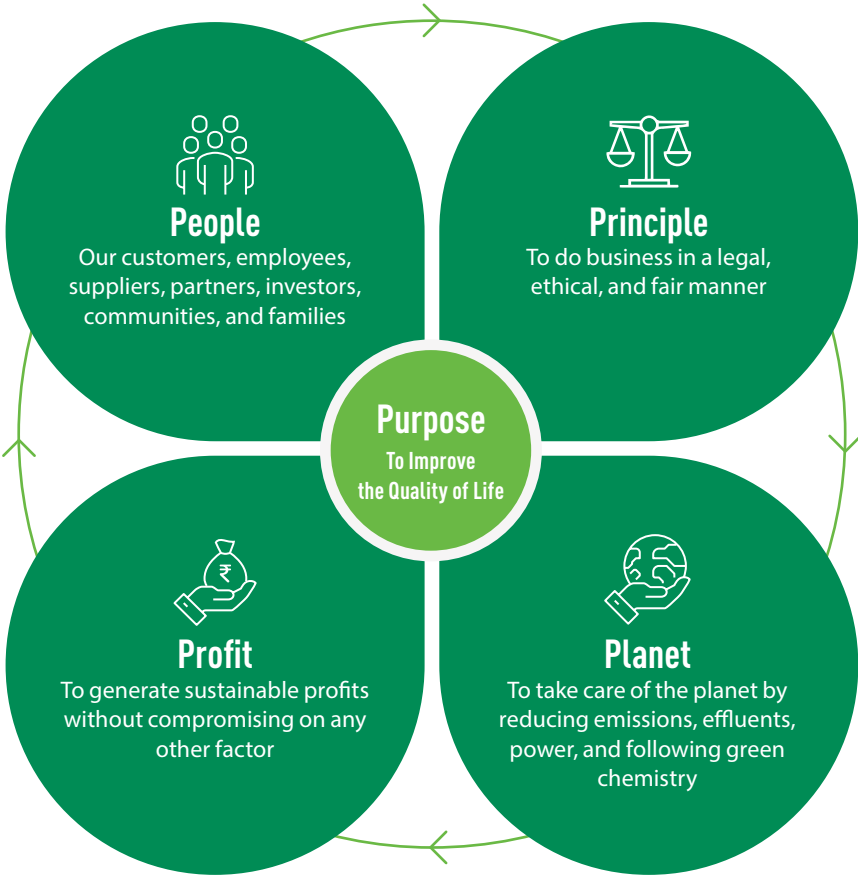 People
Our customers, employees,
suppliers, partners, investors,
communities, and families
Principle
To do business in a legal,
ethical, and fair manner
Purpose
To Improve
the Quality of Life
₹
Profit
To generate sustainable profits
without compromising on any
other factor
Planet
To take care of the planet by
reducing emissions, effluents,
power, and following green
chemistry